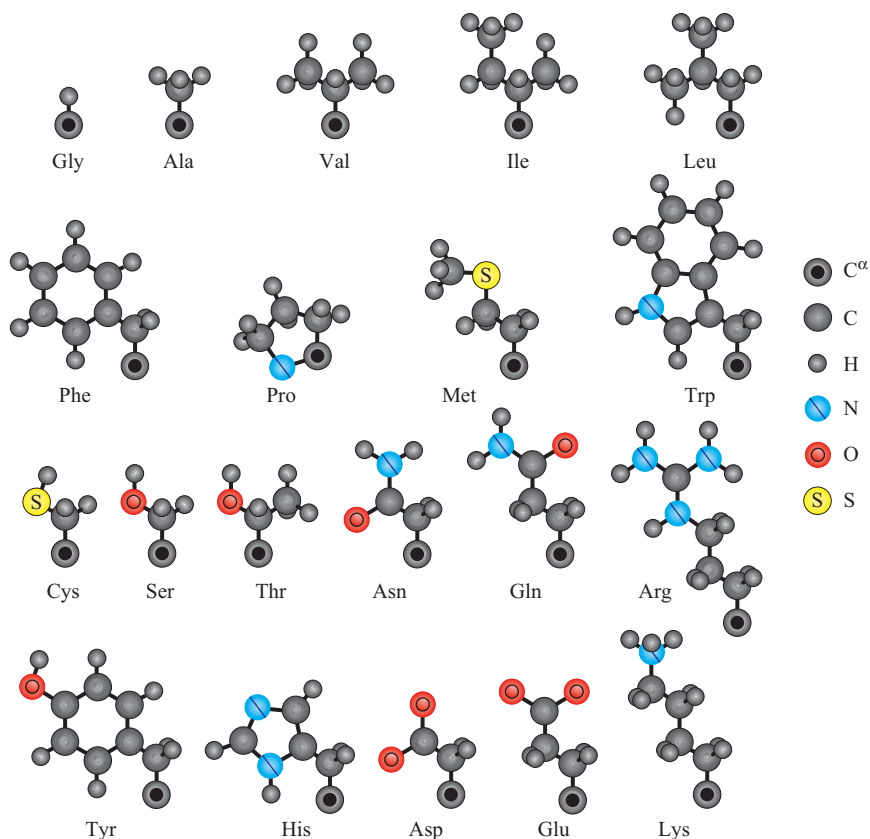 Gly Ala Val Ile Leu
S
Phe Pro Met Trp
S O O O
O
Cys Ser Thr Asn Gln Arg
O O O
O O
O
Tyr His Asp Glu Lys
Cα
C
H
N
O O
S S